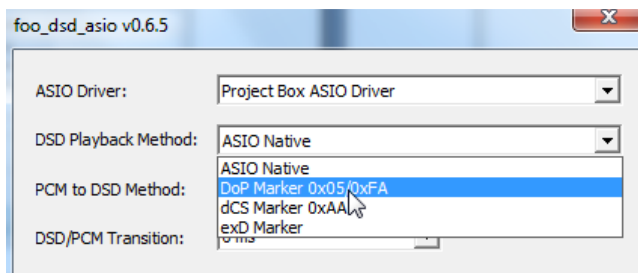 foo_dsd_asio v0.6.5
ASIO Driver: Project Box ASIO Driver
DSD Playback Method: ASIO Native
ASIO Native
PCM to DSD Method: DoP Marker 0x05/0xFA
dCS Marker 0xAA
DSD/PCM Transition: exD Marker